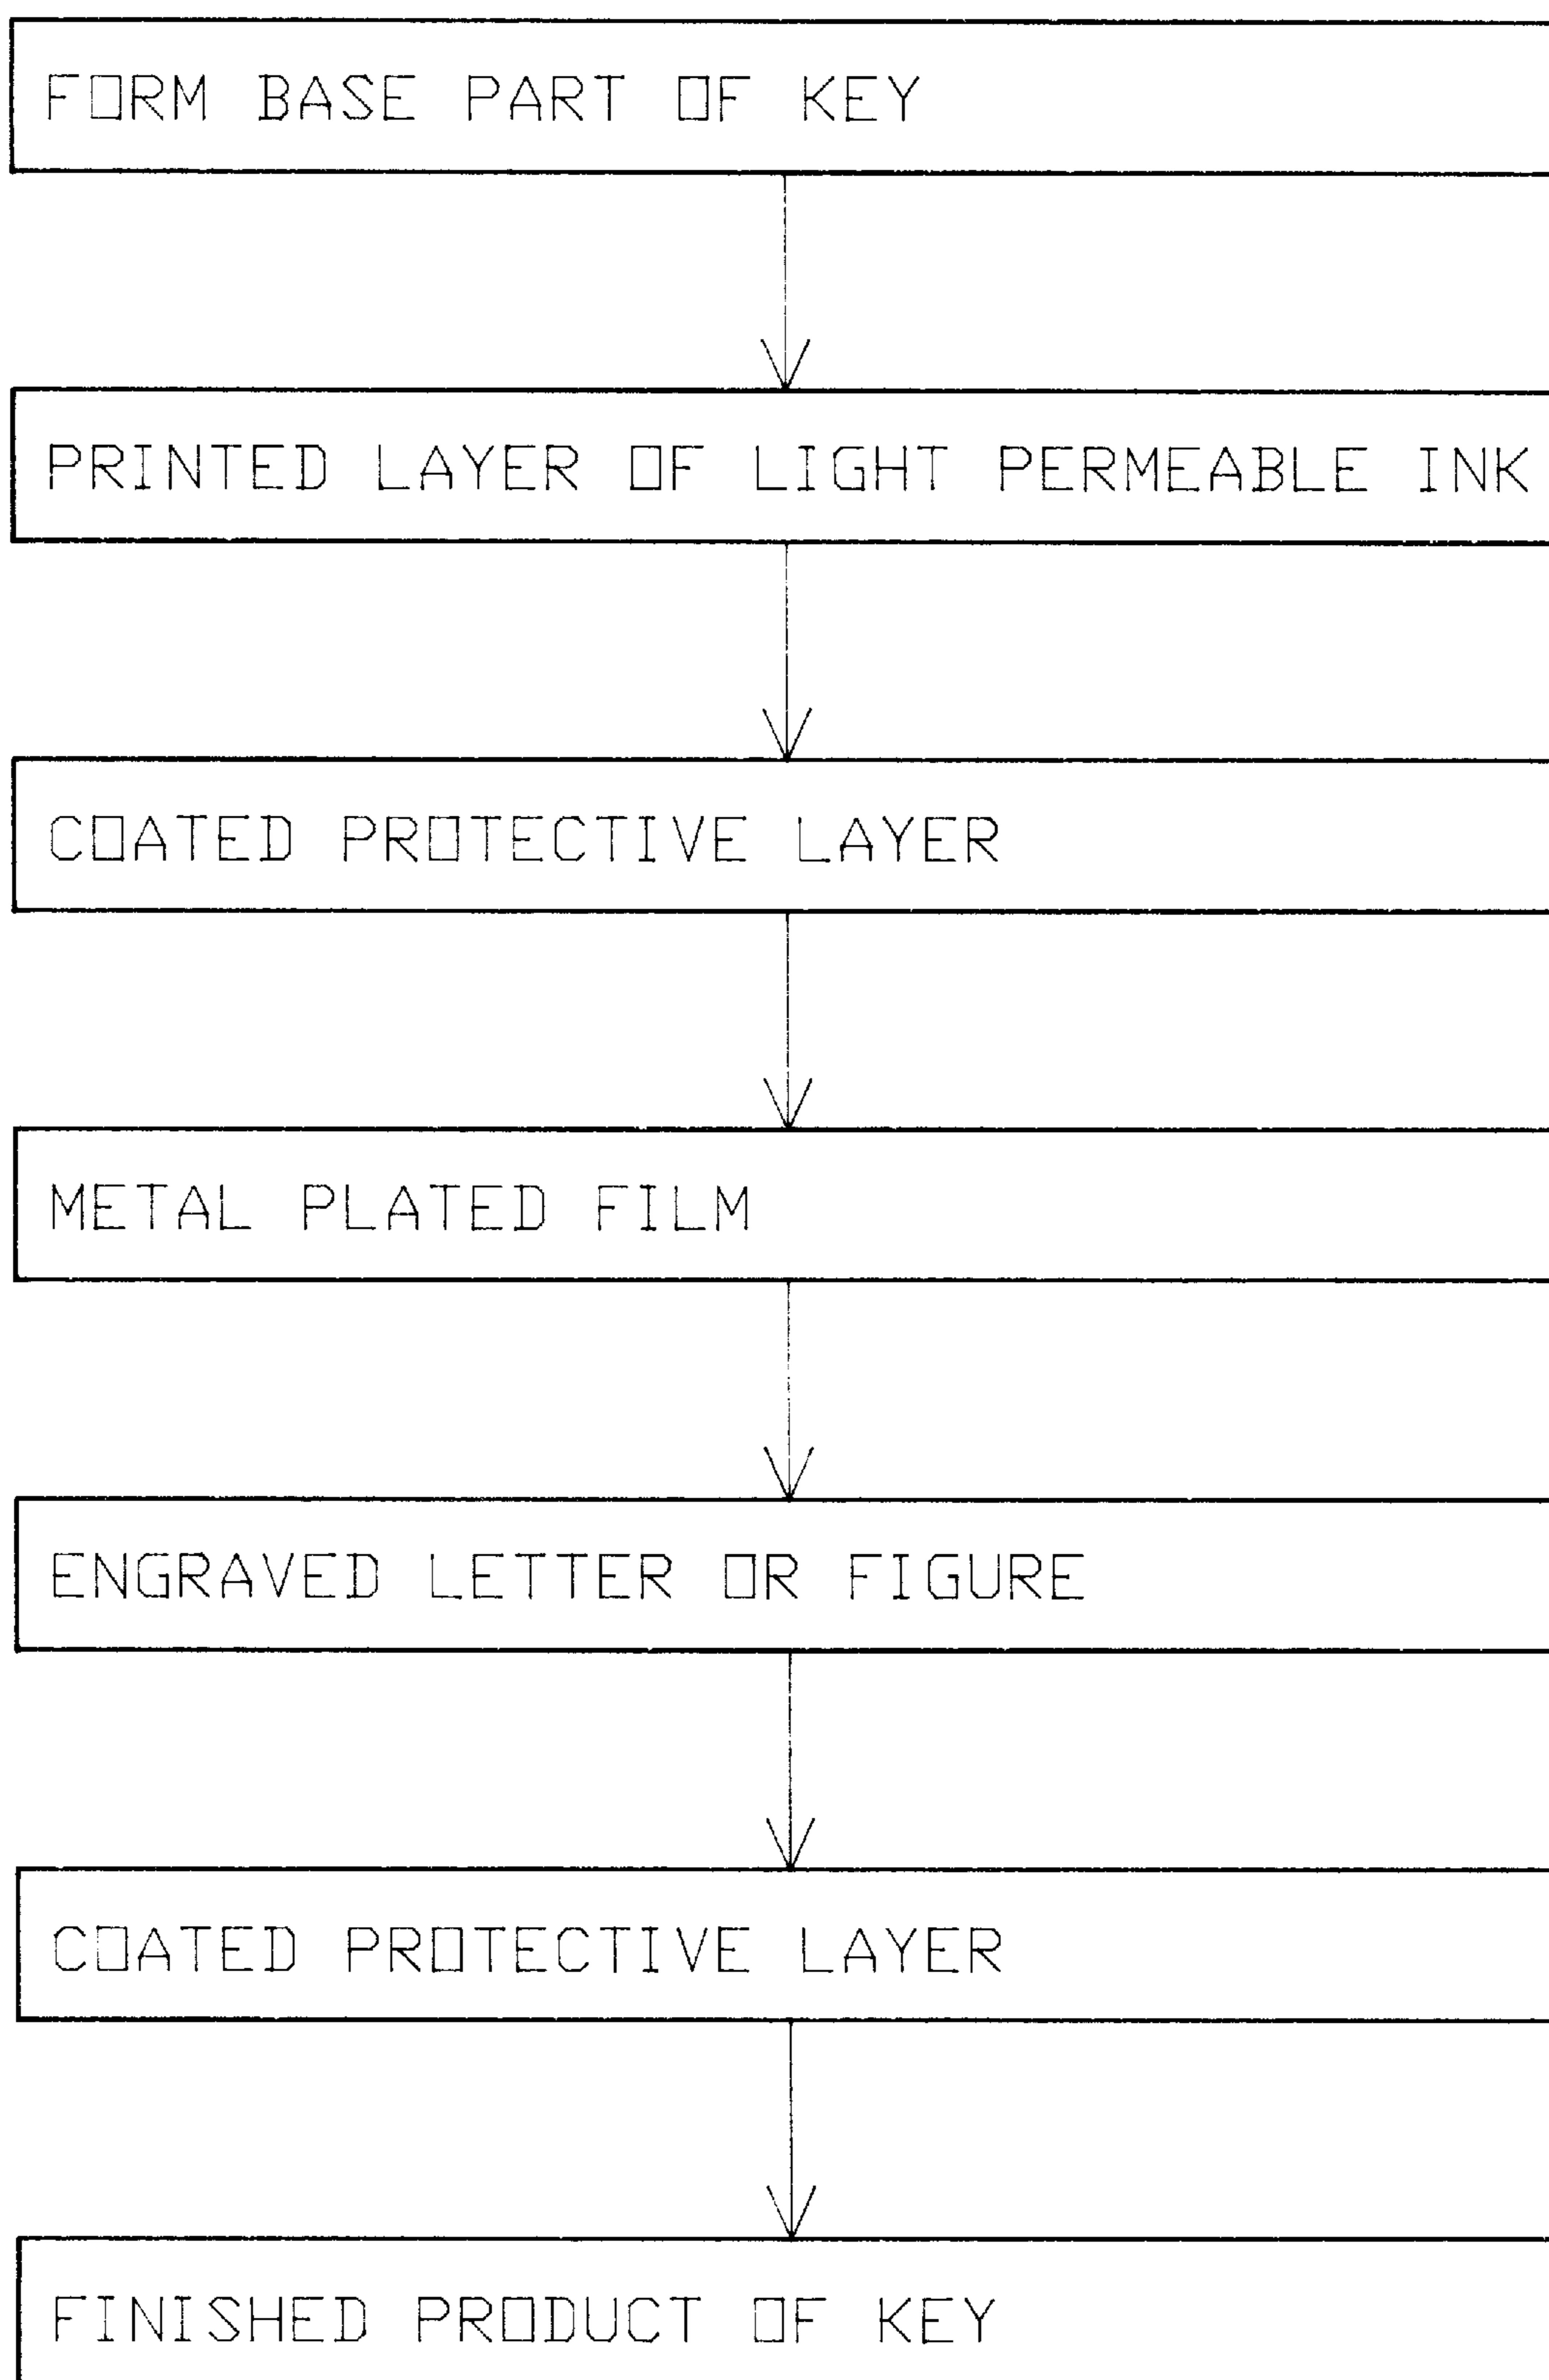 FORM BASE PART OF KEY
PRINTED LAYER OF LIGHT PERMEABLE INK
COATED PROTECTIVE LAYER
METAL PLATED FILM
ENGRAVED LETTER OR FIGURE
COATED PROTECTIVE LAYER
FINISHED PRODUCT OF KEY